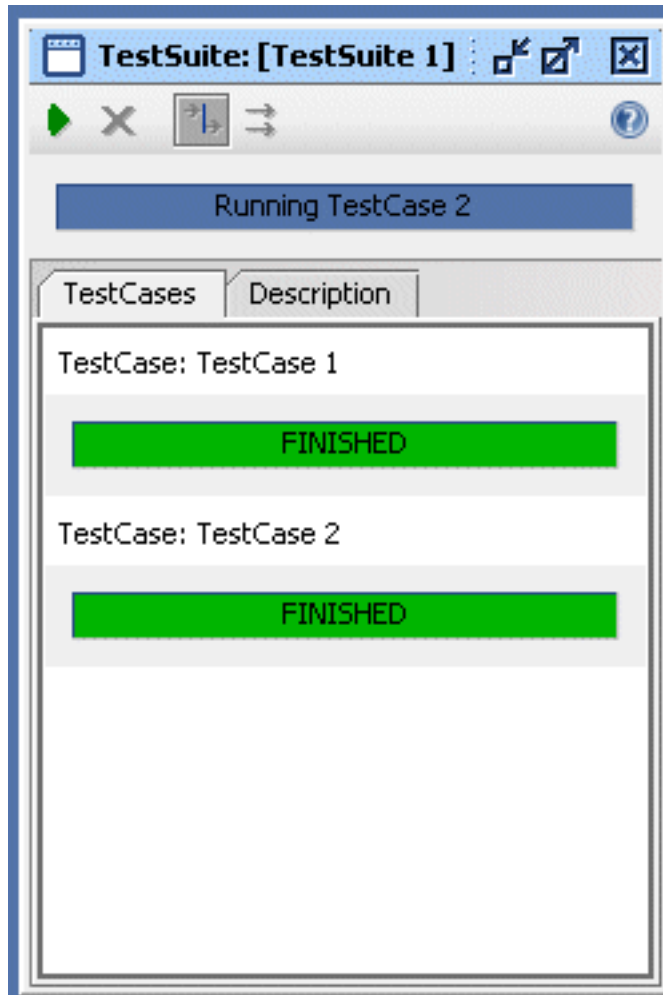 TestSuite: [TestSuite 1]
Running TestCase 2
TestCases Description
TestCase: TestCase 1
FINISHED
TestCase: TestCase 2
FINISHED